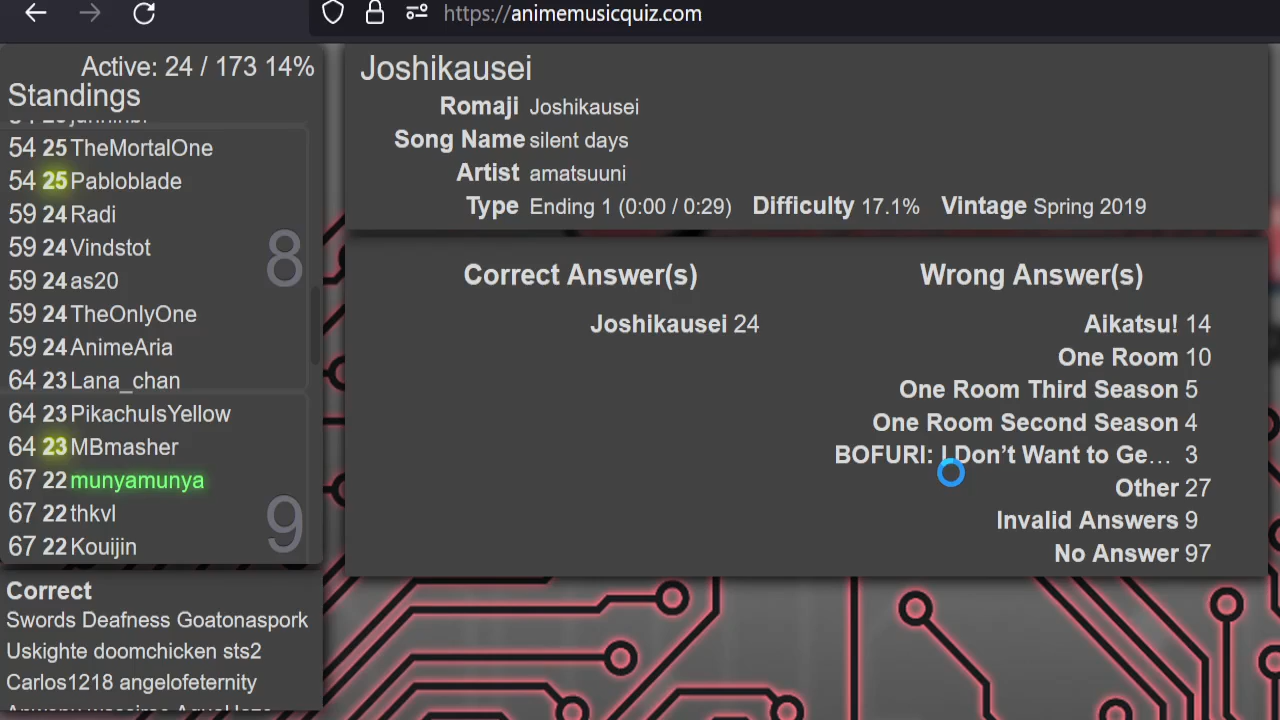 https://animemusicquiz.com
Active: 24 / 173 14%
Standings
54 25 TheMortalOne
54 25 Pabloblade
59 24 Radi
59 24 Vindstot
59 24 as20
59 24 TheOnlyOne
59 24 AnimeAria
64 23 Lana_chan
8
64 23 PikachuIsYellow
64 23 MBmasher
67 22 munyamunya
67 22 thkvl
67 22 Kouijin
9
Correct
Swords Deafness Goatonaspork
Uskighte doomchicken sts2
Carlos1218 angelofeternity
Joshikausei
Romaji Joshikausei
Song Name silent days
Artist amatsuuni
Type Ending 1 (0:00 / 0:29) Difficulty 17.1% Vintage Spring 2019
Correct Answer(s)
Joshikausei 24
Wrong Answer(s)
Aikatsu! 14
One Room 10
One Room Third Season 5
One Room Second Season 4
BOFURI: I Don’t Want to Ge… 3
Other 27
Invalid Answers 9
No Answer 97